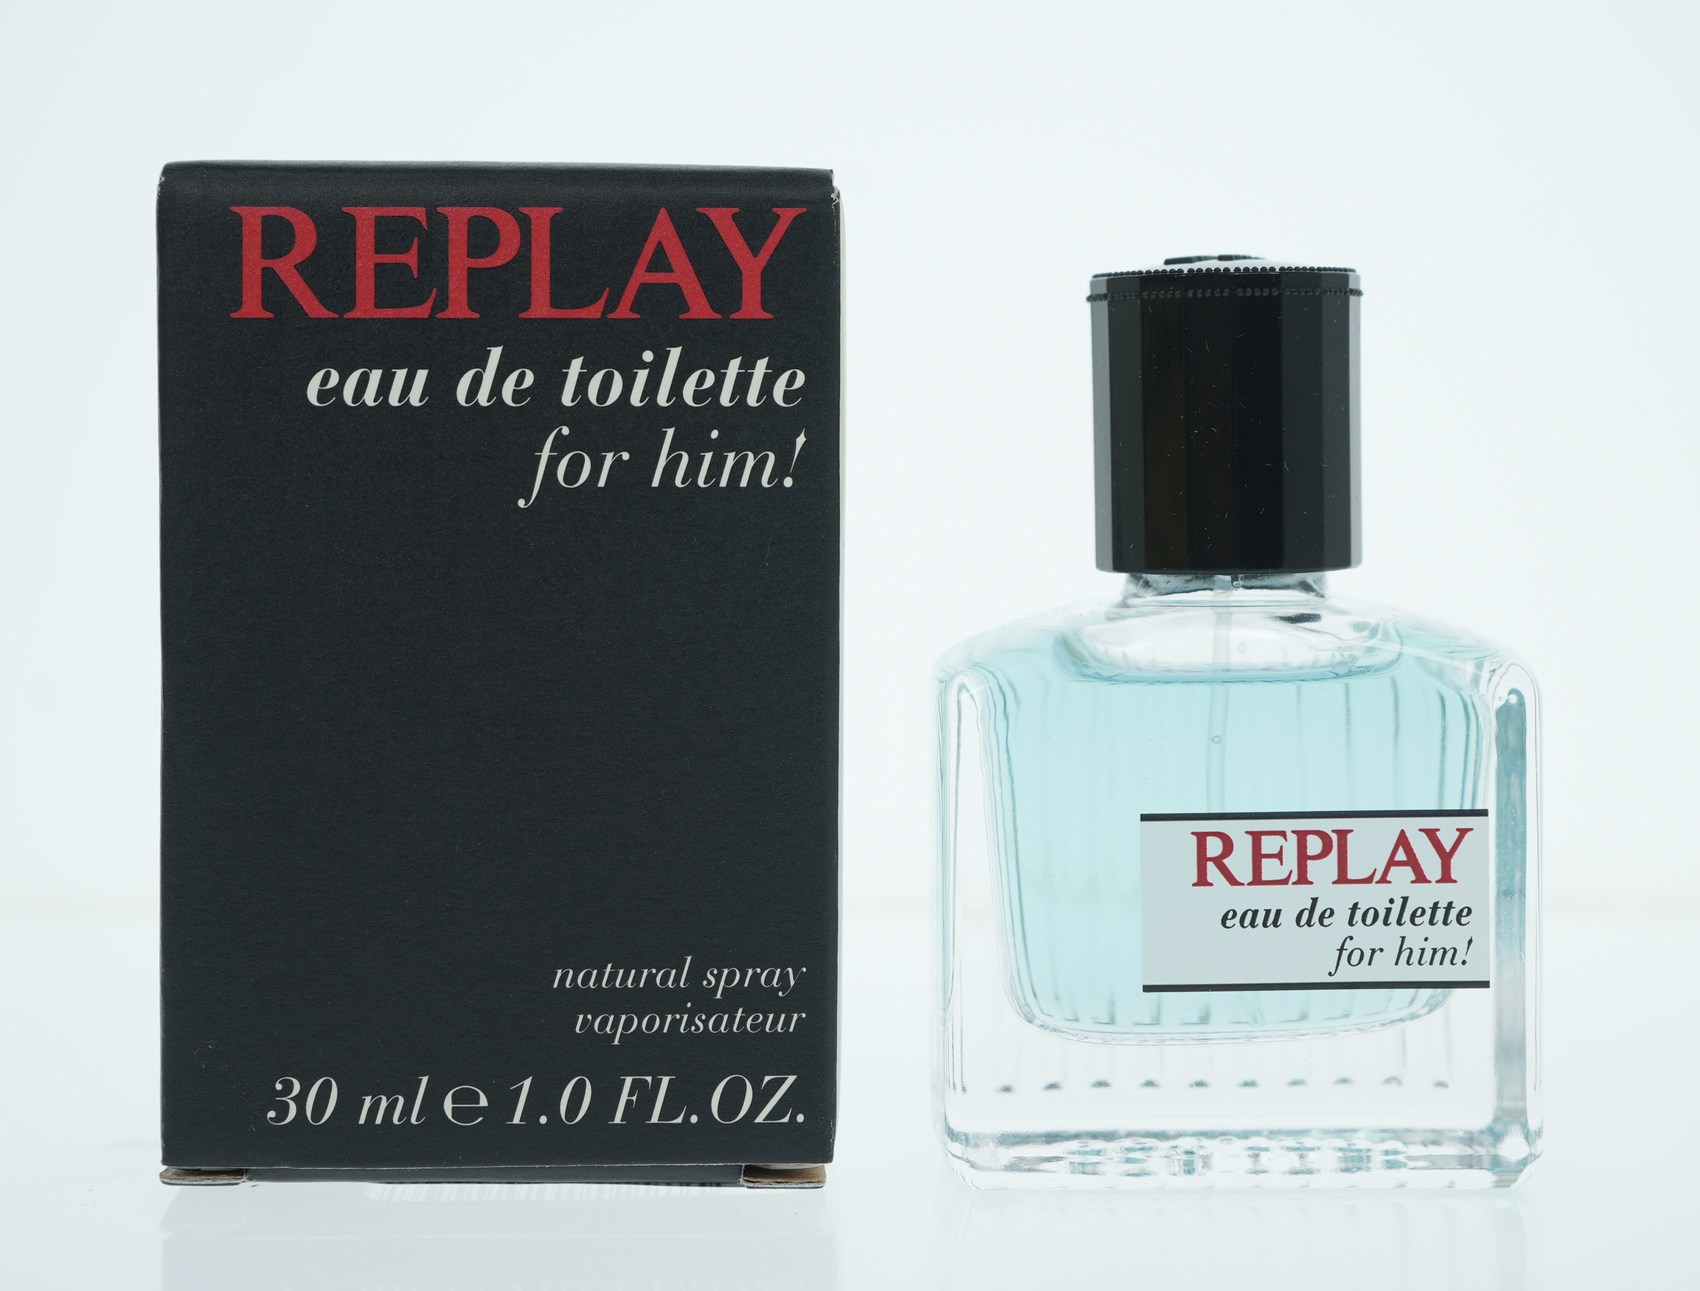 REPLAY
eau de toilette
for him!
natural spray
vaporisateur
30 ml ℮ 1.0 FL.OZ.
REPLAY
eau de toilette
for him!